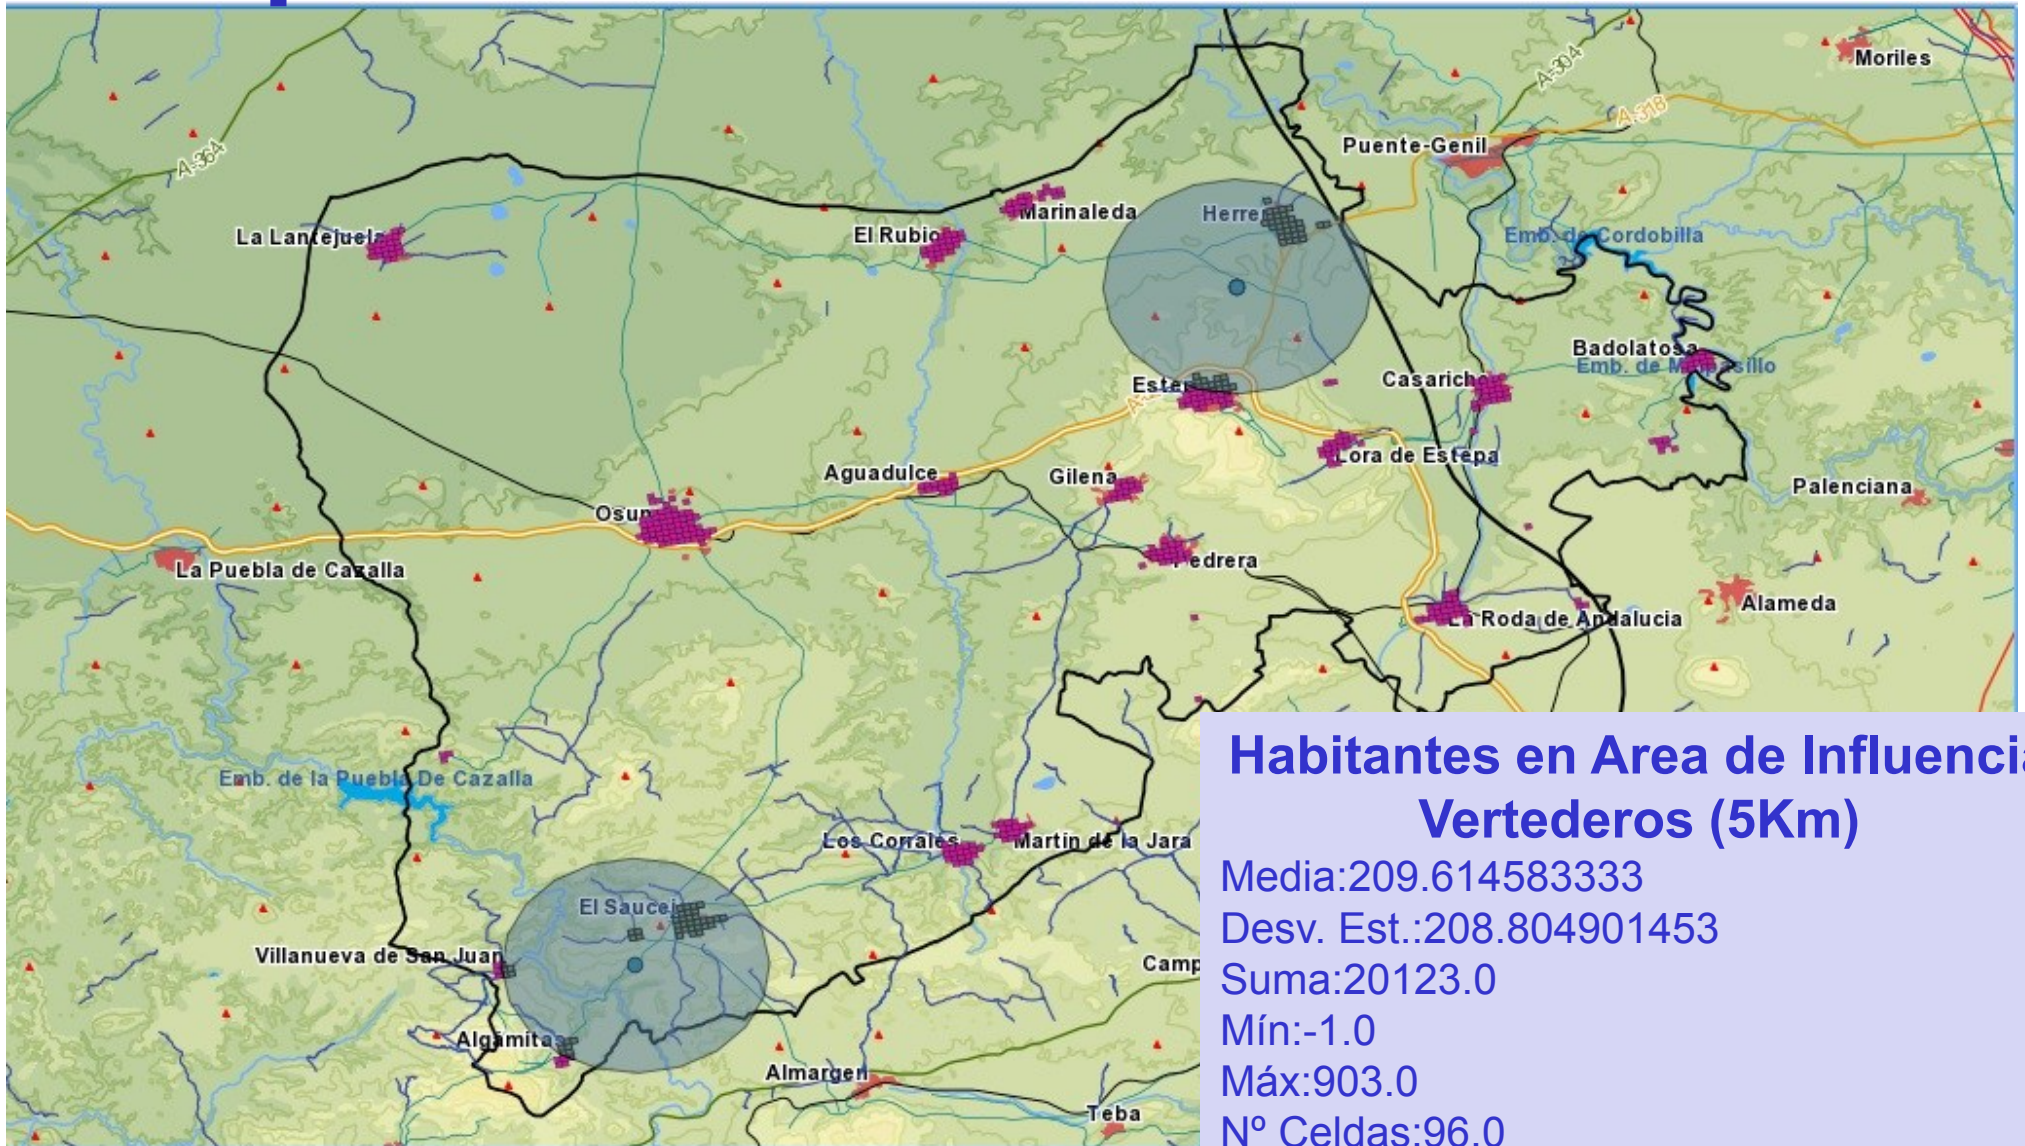 Moriles
A-304
A-318
Puente-Genil
A-364
Marinaleda
Herre
La Lantejuela
El Rubio
Emb. de Cordobilla
Badolatosa
Emb. de Malpasillo
Casariche
Estepa
Lora de Estepa
Aguadulce
Gilena
Palenciana
Osun
Pedrera
La Puebla de Cazalla
Alameda
La Roda de Andalucia
Emb. de la Puebla De Cazalla
Los Corrales
Martín de la Jara
El Saucej
Villanueva de San Juan
Camp
Algámitas
Almargen
Teba
Habitantes en Area de Influencia
Vertederos (5Km)
Media:209.614583333
Desv. Est.:208.804901453
Suma:20123.0
Mín:-1.0
Máx:903.0
Nº Celdas:96.0